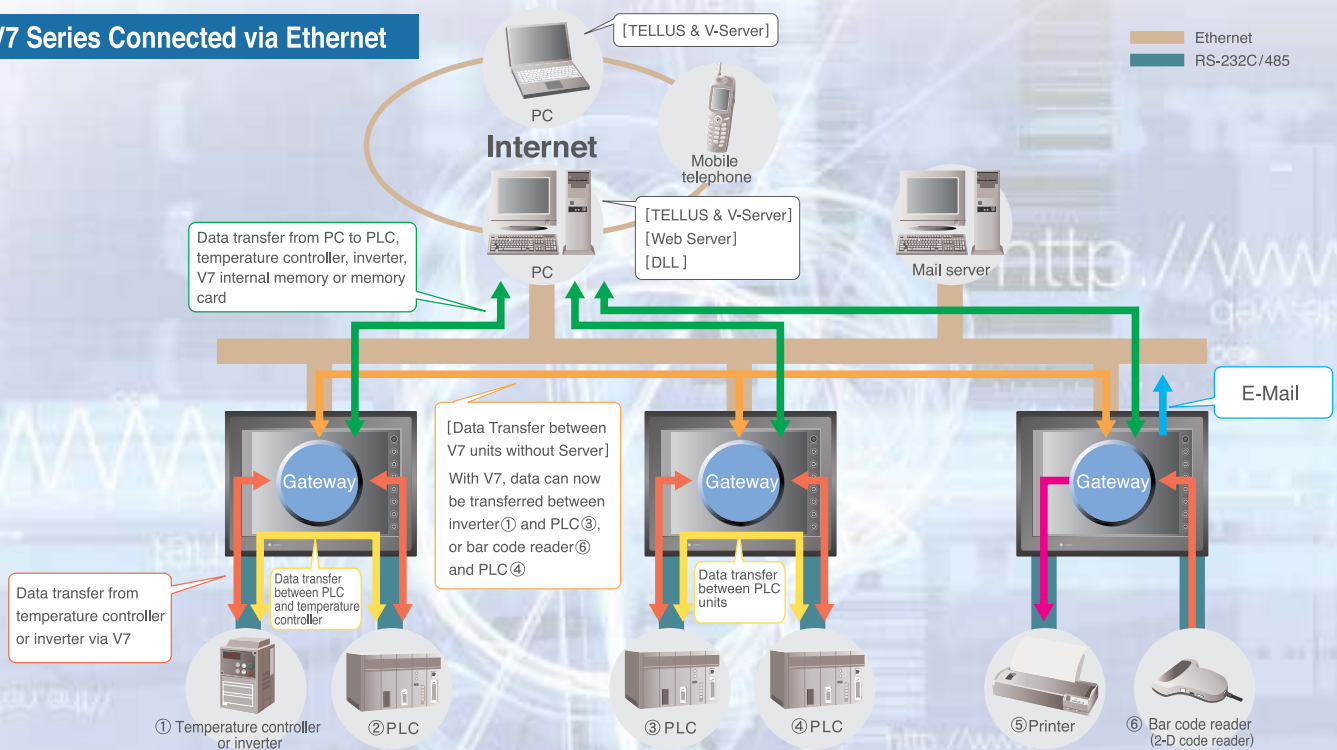 V7 Series Connected via Ethernet
[TELLUS & V-Server]
Ethernet
RS-232C/485
PC
Internet
Mobile
telephone
[TELLUS & V-Server]
[Web Server]
[DLL]
PC
Mail server
http://www
Data transfer from PC to PLC,
temperature controller, inverter,
V7 internal memory or memory
card
E-Mail
[Data Transfer between
V7 units without Server]
With V7, data can now
be transferred between
inverter① and PLC③,
or bar code reader⑥
and PLC④
Gateway
Gateway
Gateway
Data transfer
between PLC
and temperature
controller
Data transfer
between PLC
units
Data transfer from
temperature controller
or inverter via V7
① Temperature controller
or inverter
②PLC
③PLC
④PLC
⑤Printer
⑥ Bar code reader
(2-D code reader)